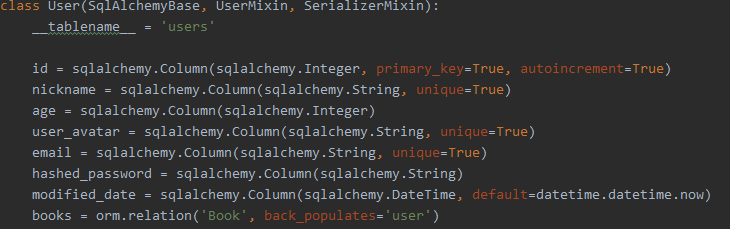 class User(SqlAlchemyBase, UserMixin, SerializerMixin):
    __tablename__ = 'users'

    id = sqlalchemy.Column(sqlalchemy.Integer, primary_key=True, autoincrement=True)
    nickname = sqlalchemy.Column(sqlalchemy.String, unique=True)
    age = sqlalchemy.Column(sqlalchemy.Integer)
    user_avatar = sqlalchemy.Column(sqlalchemy.String, unique=True)
    email = sqlalchemy.Column(sqlalchemy.String, unique=True)
    hashed_password = sqlalchemy.Column(sqlalchemy.String)
    modified_date = sqlalchemy.Column(sqlalchemy.DateTime, default=datetime.datetime.now)
    books = orm.relation('Book', back_populates='user')